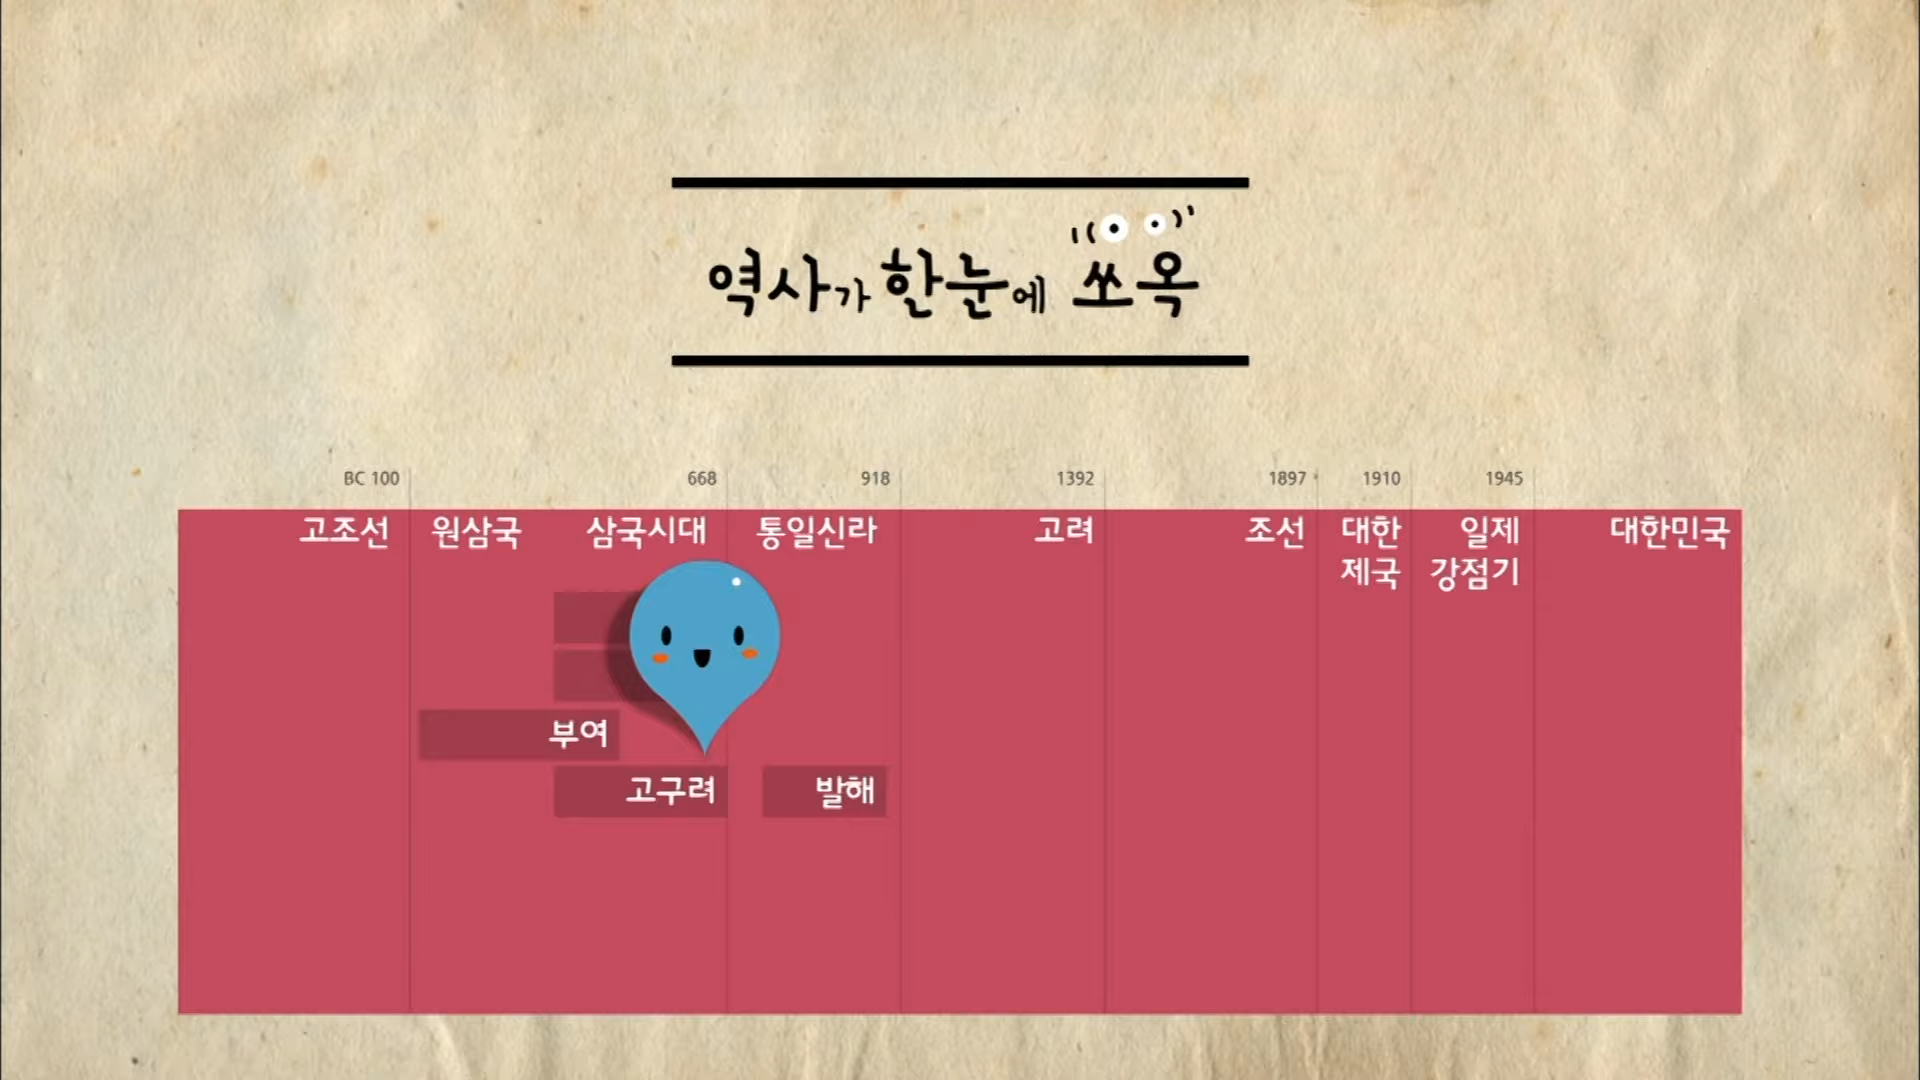 역사가 한눈에 쏘옥
BC 100 668 918 1392 1897 1910 1945
고조선 원삼국 삼국시대 통일신라 고려 조선 대한 일제 대한민국
제국 강점기
부여
고구려 발해